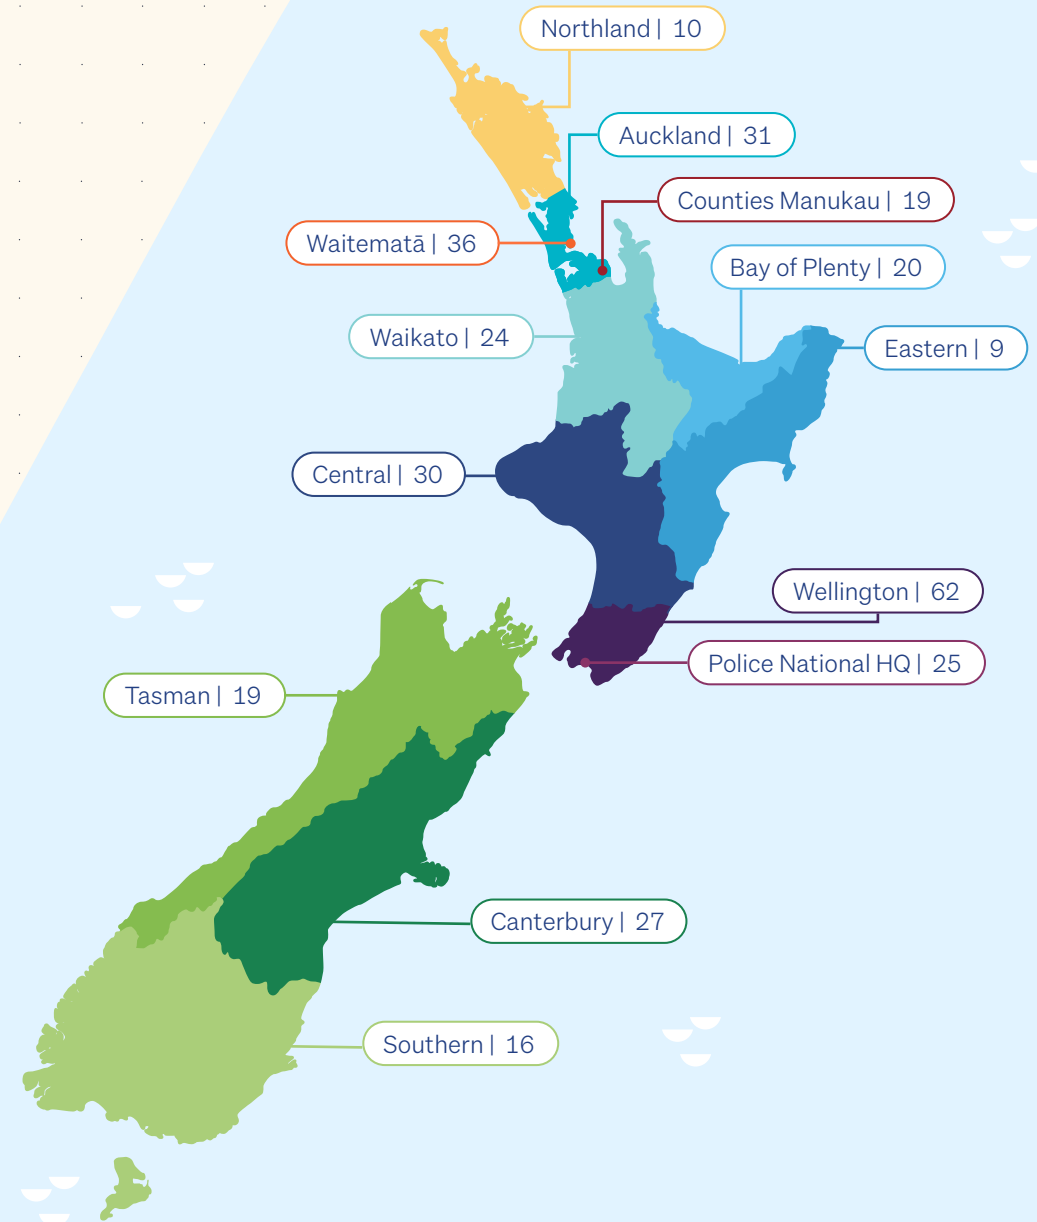 Northland | 10
Auckland | 31
Counties Manukau | 19
Waitematā | 36
Bay of Plenty | 20
Waikato | 24
Eastern | 9
Central | 30
Wellington | 62
Police National HQ | 25
Tasman | 19
Canterbury | 27
Southern | 16